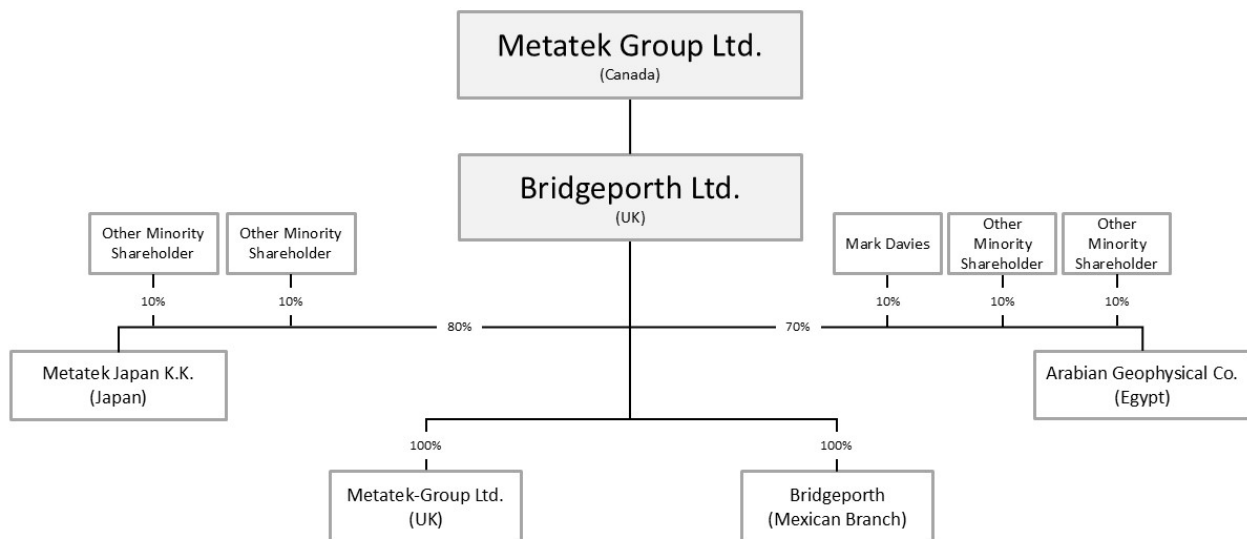 Metatek Group Ltd.
(Canada)
Bridgeporth Ltd.
(UK)
Other Minority
Shareholder
Other Minority
Shareholder
Mark Davies
Other
Minority
Shareholder
Other
Minority
Shareholder
10%
10%
10%
10%
10%
80%
70%
Metatek Japan K.K.
(Japan)
Arabian Geophysical Co.
(Egypt)
100%
100%
Metatek-Group Ltd.
(UK)
Bridgeporth
(Mexican Branch)